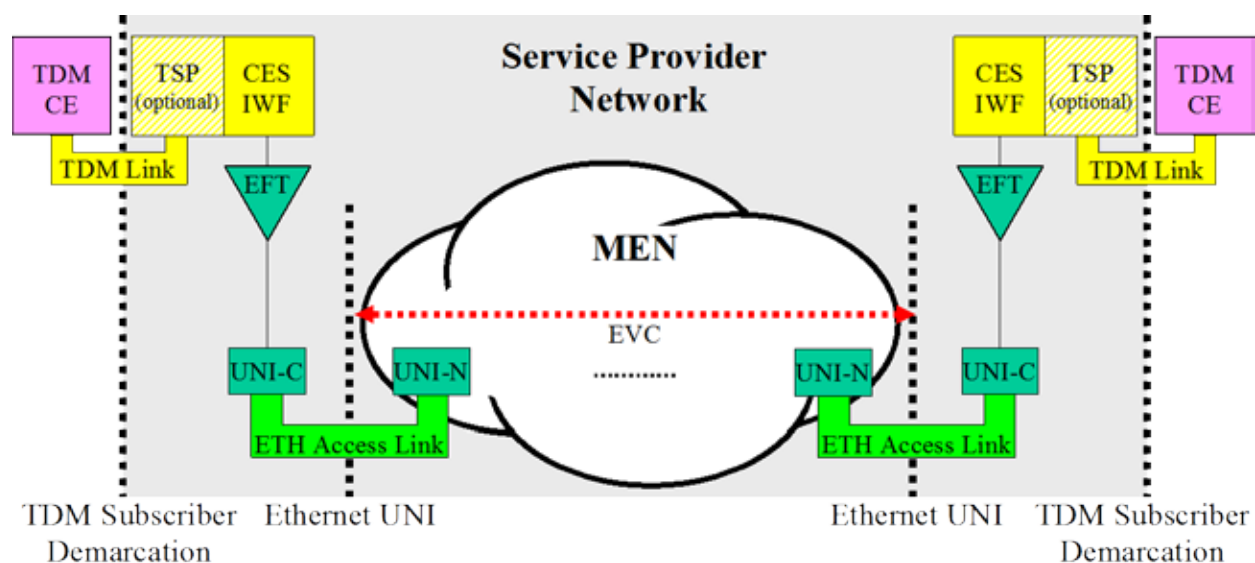 Service Provider
Network
TDM
CE
TSP
(optional)
CES
IWF
CES
IWF
TSP
(optional)
TDM
CE
TDM Link
TDM Link
EFT
EFT
MEN
EVC
............
UNI-C
UNI-N
UNI-N
UNI-C
ETH Access Link
ETH Access Link
TDM Subscriber
Demarcation
Ethernet UNI
Ethernet UNI
TDM Subscriber
Demarcation